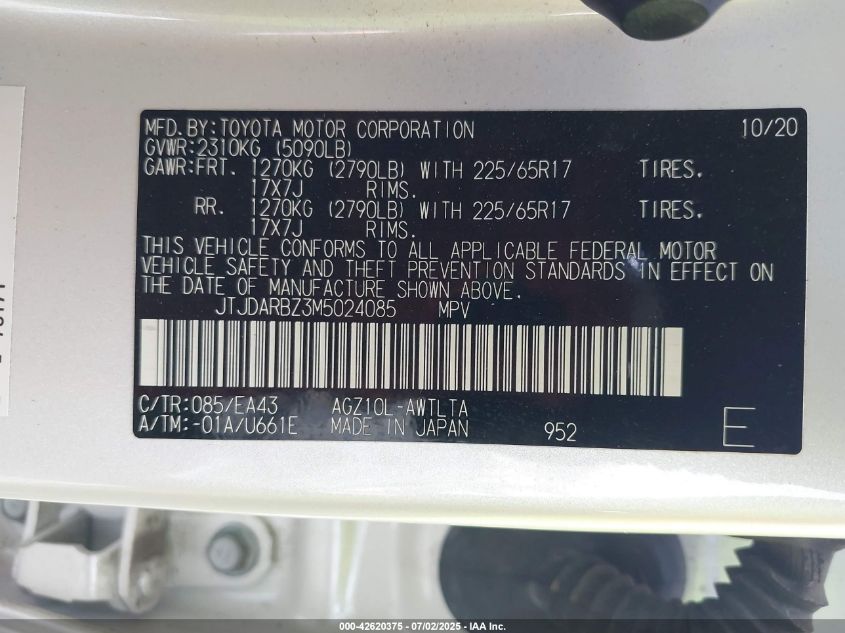 MFD.BY:TOYOTA MOTOR CORPORATION 10/20
GVWR:2310KG (5090LB)
GAWR:FRT. 1270KG (2790LB) WITH 225/65R17 TIRES.
17X7J RIMS.
RR. 1270KG (2790LB) WITH 225/65R17 TIRES.
17X7J RIMS.
THIS VEHICLE CONFORMS TO ALL APPLICABLE FEDERAL MOTOR
VEHICLE SAFETY AND THEFT PREVENTION STANDARDS IN EFFECT ON
THE DATE OF MANUFACTURE SHOWN ABOVE.
JTJDARBZ3M5024085 MPV
C/TR:085/EA43 AGZ10L-AWTLTA
A/TM:-01A/U661E MADE IN JAPAN 952 E
000-42620375 - 07/02/2025 - IAA Inc.